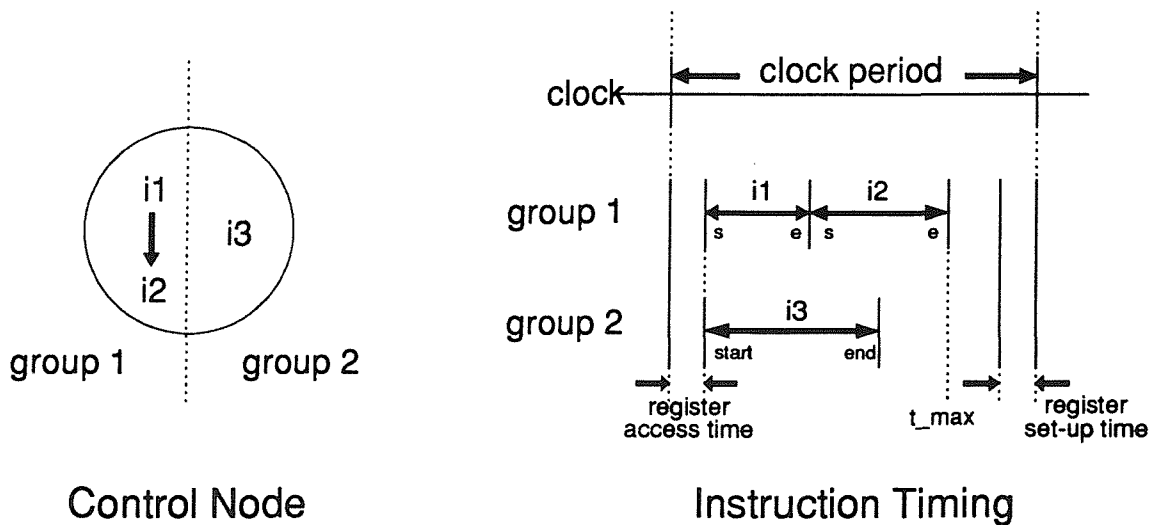 i1
i2
i3
group 1
group 2
Control Node
clock period
clock
group 1
i1
i2
s
e
s
e
group 2
i3
start
end
register
access time
t_max
register
set-up time
Instruction Timing